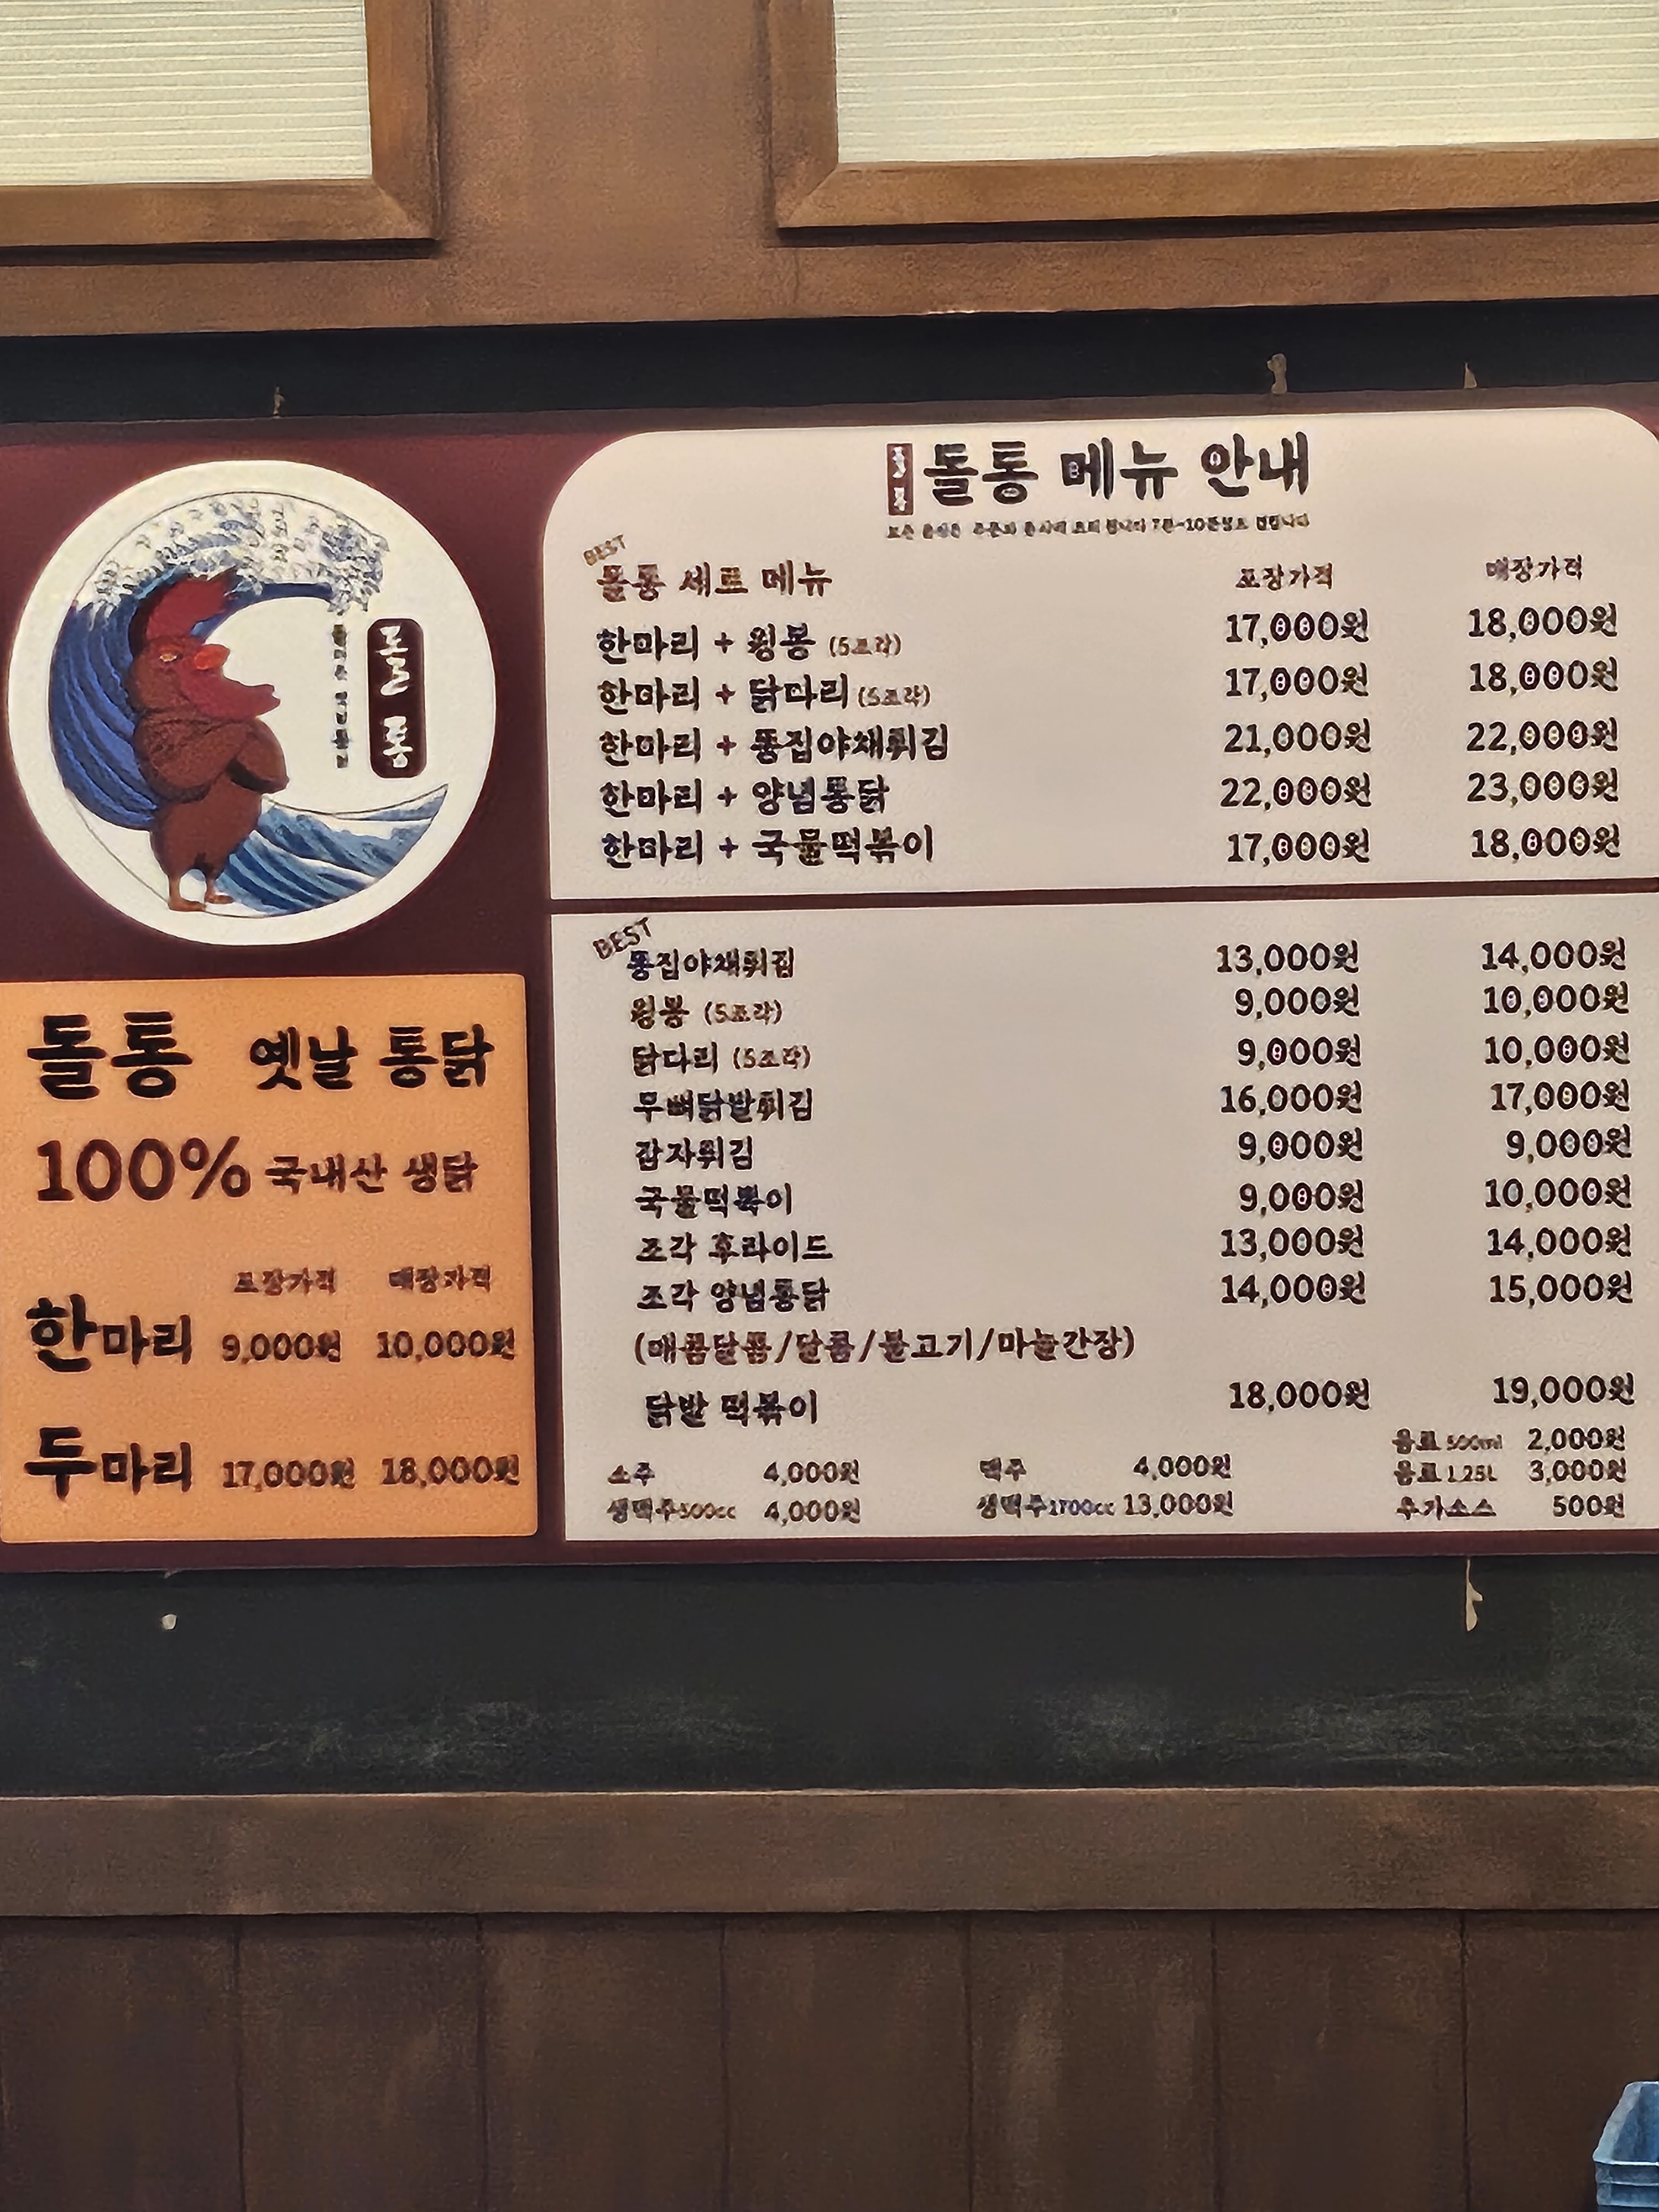 돌통
돌통 옛날 통닭
100% 국내산 생닭
포장가격 매장가격
한마리 9,000원 10,000원
두마리 17,000원 18,000원
돌통 메뉴 안내
BEST
돌통 세트 메뉴 포장가격 매장가격
한마리 + 윙봉 (5조각) 17,000원 18,000원
한마리 + 닭다리 (5조각) 17,000원 18,000원
한마리 + 똥집야채튀김 21,000원 22,000원
한마리 + 양념통닭 22,000원 23,000원
한마리 + 국물떡볶이 17,000원 18,000원
BEST
똥집야채튀김 13,000원 14,000원
윙봉 (5조각) 9,000원 10,000원
닭다리 (5조각) 9,000원 10,000원
무뼈닭발튀김 16,000원 17,000원
감자튀김 9,000원 9,000원
국물떡볶이 9,000원 10,000원
조각 후라이드 13,000원 14,000원
조각 양념통닭 14,000원 15,000원
(매콤달콤/달콤/불고기/마늘간장)
닭발 떡볶이 18,000원 19,000원
음료 500ml 2,000원
소주 4,000원 맥주 4,000원 음료 1.25L 3,000원
생맥주500cc 4,000원 생맥주1700cc 13,000원 추가소스 500원